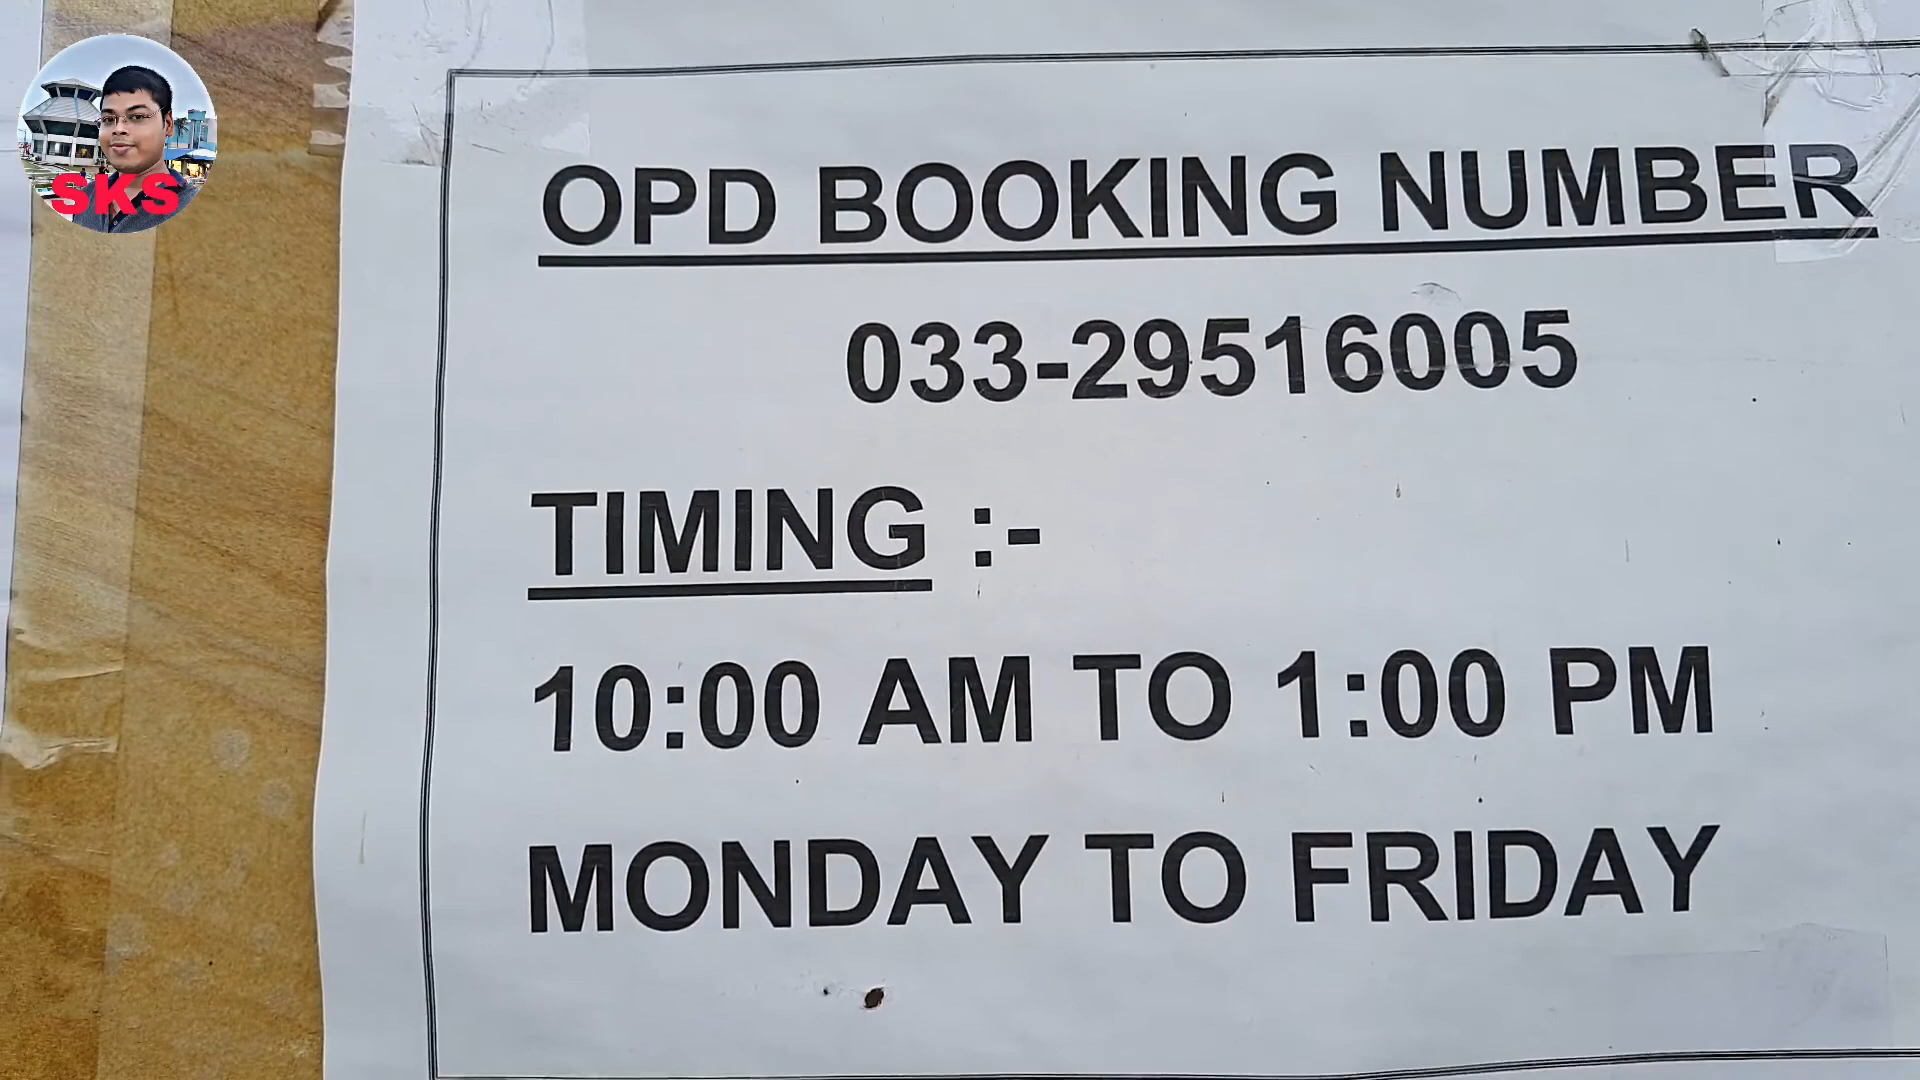 SKS
OPD BOOKING NUMBER
033-29516005
TIMING :-
10:00 AM TO 1:00 PM
MONDAY TO FRIDAY